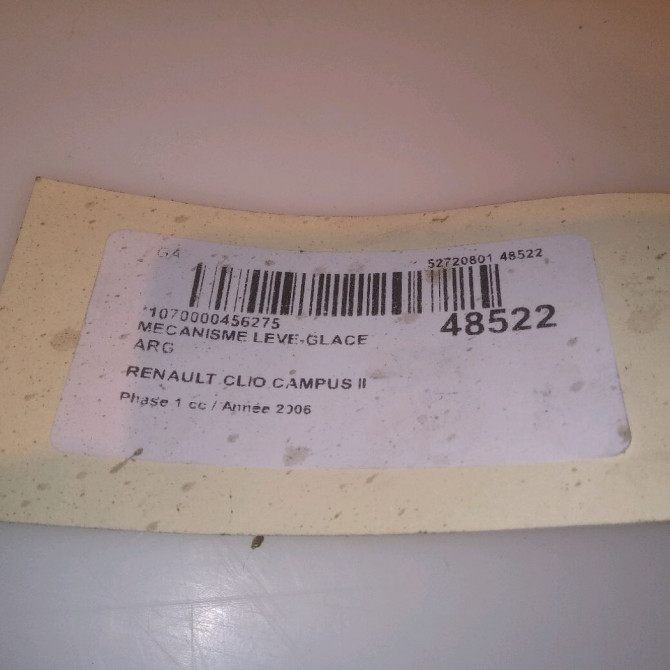 G4
52720801 48522
*1070000456275
48522
MECANISME LEVE-GLACE
ARG
RENAULT CLIO CAMPUS II
Phase 1 cc / Année 2006